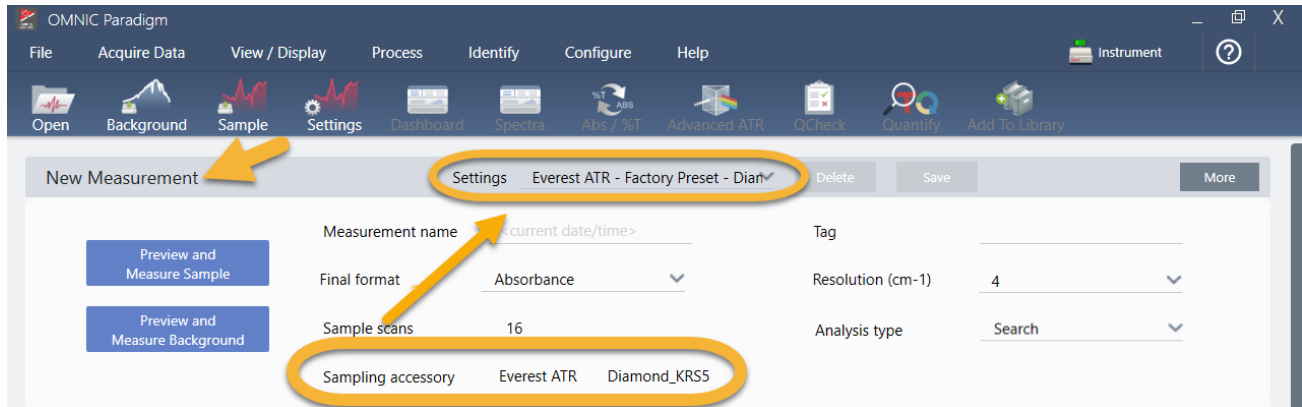 OMNIC Paradigm
File Acquire Data View / Display Process Identify Configure Help Instrument ?
%T ABS
Open Background Sample Settings Dashboard Spectra Abs / %T Advanced ATR QCheck Quantify Add To Library
New Measurement Settings Everest ATR - Factory Preset - Dian Delete Save More
Measurement name <current date/time> Tag
Preview and
Measure Sample
Final format Absorbance Resolution (cm-1) 4
Preview and
Measure Background
Sample scans 16 Analysis type Search
Sampling accessory Everest ATR Diamond_KRS5